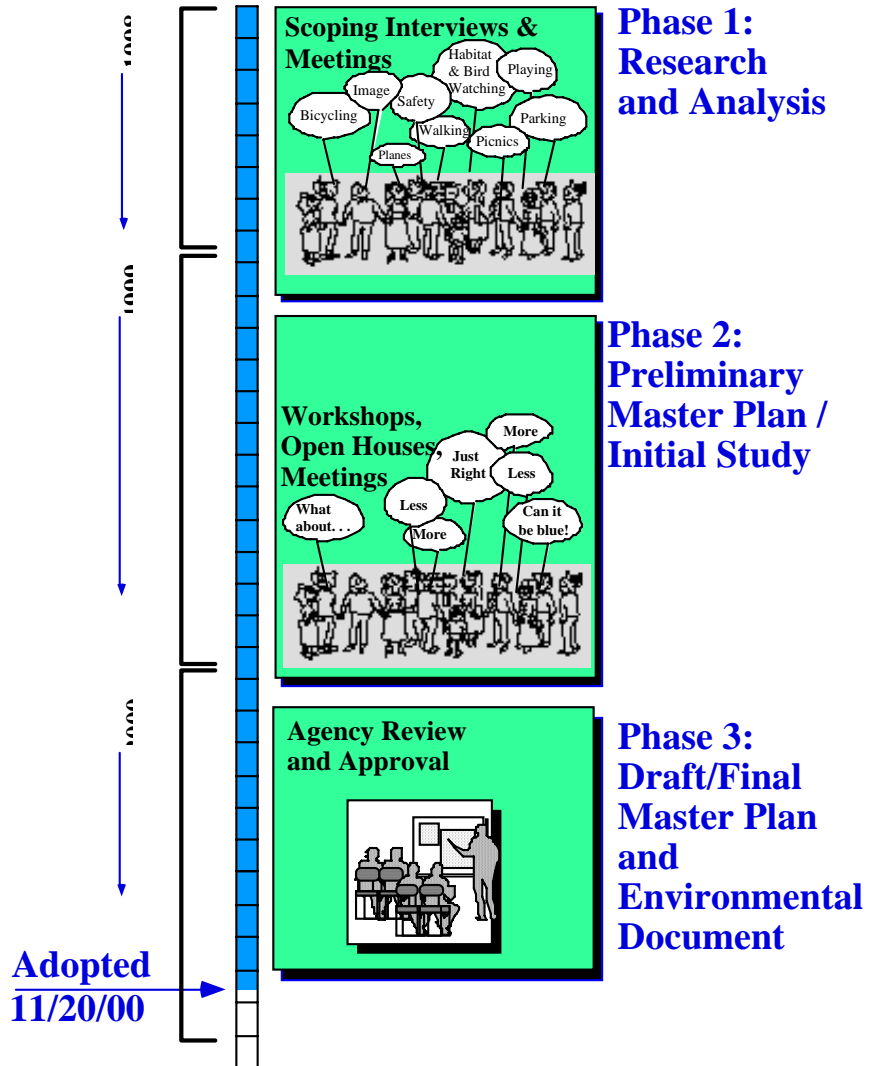 Scoping Interviews &
Meetings
Habitat
& Bird
Watching
Playing
Image
Safety
Bicycling
Walking
Parking
Picnics
Planes
Phase 1:
Research
and Analysis
Workshops,
Open Houses,
Meetings
More
Just
Right
Less
What
about. . .
Less
More
Can it
be blue!
Phase 2:
Preliminary
Master Plan /
Initial Study
Agency Review
and Approval
Phase 3:
Draft/Final
Master Plan
and
Environmental
Document
Adopted
11/20/00